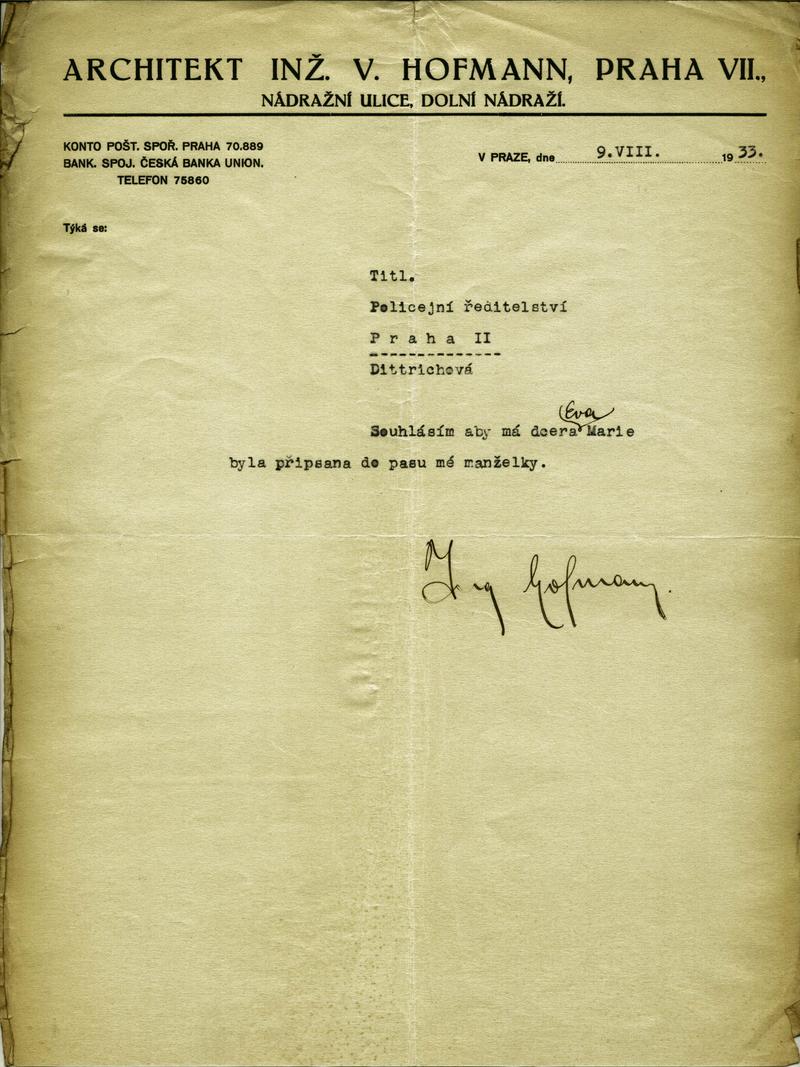 ARCHITEKT INŽ. V. HOFMANN, PRAHA VII.,
NÁDRAŽNÍ ULICE, DOLNÍ NÁDRAŽÍ.
KONTO POŠT. SPOŘ. PRAHA 70.889
BANK. SPOJ. ČESKÁ BANKA UNION.
TELEFON 75860
V PRAZE, dne 9.VIII. 1933.
Týká se:
Titl.
Policejní ředitelství
P r a h a II
Dittrichová
Eva
Souhlásím aby má dcera Marie
byla připsana do pasu mé manželky.
Ing Hofmann.